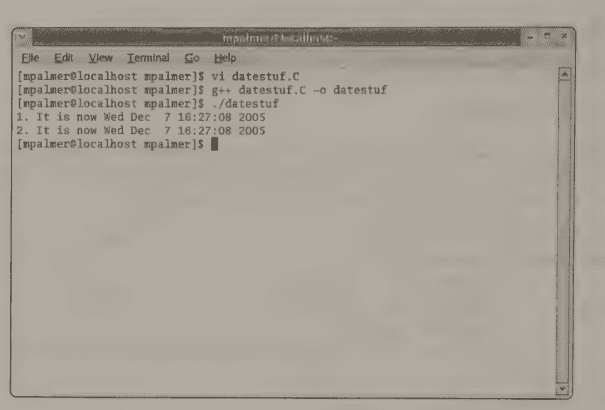 mpalmer@localhost:~
File Edit View Terminal Go Help
[mpalmer@localhost mpalmer]$ vi datestuf.C
[mpalmer@localhost mpalmer]$ g++ datestuf.C -o datestuf
[mpalmer@localhost mpalmer]$ ./datestuf
1. It is now Wed Dec  7 16:27:08 2005
2. It is now Wed Dec  7 16:27:08 2005
[mpalmer@localhost mpalmer]$